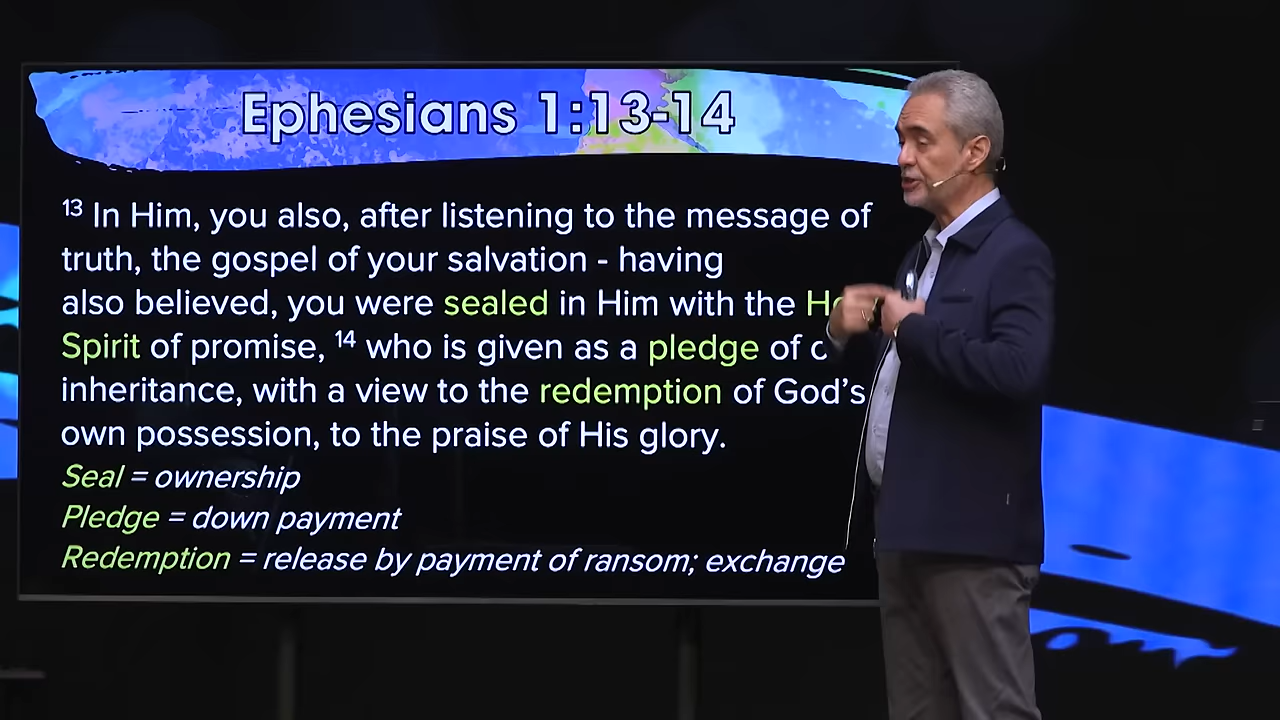 Ephesians 1:13-14
13 In Him, you also, after listening to the message of
truth, the gospel of your salvation - having
also believed, you were sealed in Him with the
Spirit of promise, 14 who is given as a pledge of
inheritance, with a view to the redemption of God’s
own possession, to the praise of His glory.
Seal = ownership
Pledge = down payment
Redemption = release by payment of ransom; exchange